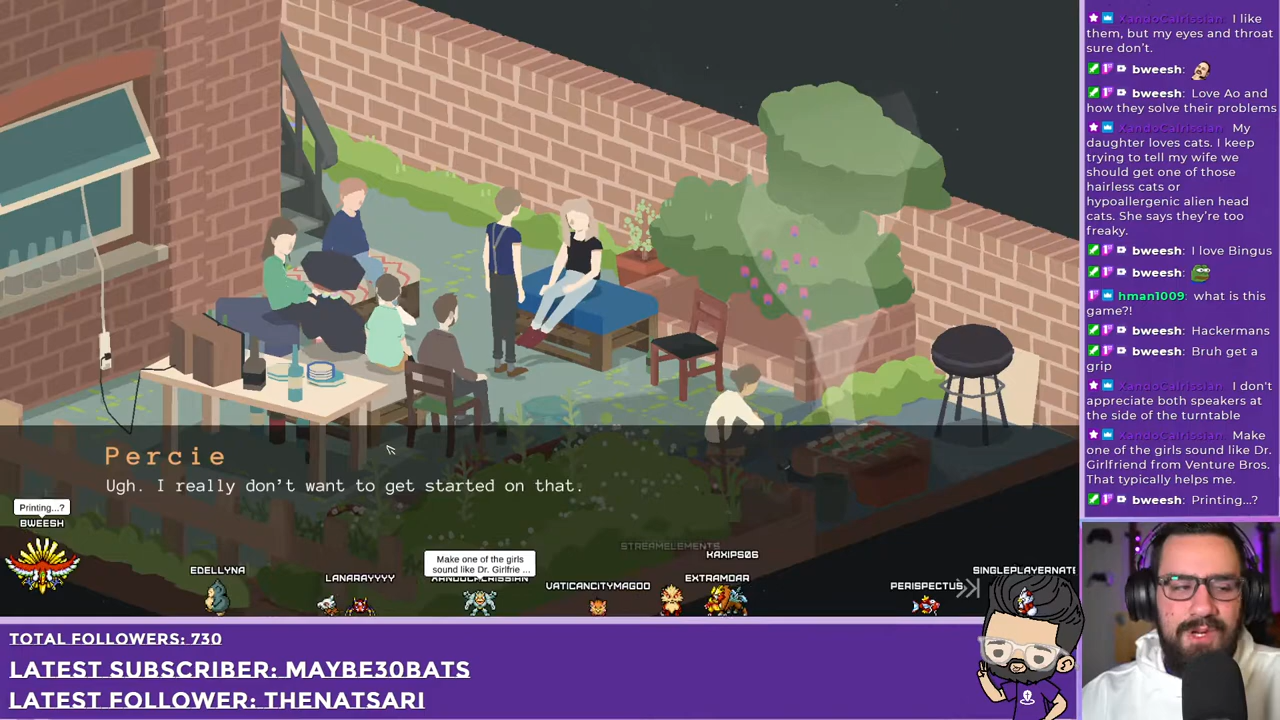 XandoCalrissian I like
them, but my eyes and throat
sure don't.
bweesh:
bweesh: Love Ao and
how they solve their problems
XandoCalrissian My
daughter loves cats. I keep
trying to tell my wife we
should get one of those
hairless cats or
hypoallergenic alien head
cats. She says they're too
freaky.
bweesh: I love Bingus
bweesh:
hman1009: what is this
game?!
bweesh: Hackermans
bweesh: Bruh get a
grip
XandoCalrissian I don't
appreciate both speakers at
the side of the turntable
XandoCalrissian Make
one of the girls sound like Dr.
Girlfriend from Venture Bros.
That typically helps me.
bweesh: Printing...?
Percie
Ugh. I really don't want to get started on that.
Printing...?
BWEESH
EDELLYNA
LANARAYYYY
Make one of the girls
sound like Dr. Girlfrie ...
XANDOCALRISSIAN
VATICANCITYMAGOO
STREAMELEMENTS
KAXIPS06
EXTRAMOAR
PERISPECTUS
SINGLEPLAYERNATE
TOTAL FOLLOWERS: 730
LATEST SUBSCRIBER: MAYBE30BATS
LATEST FOLLOWER: THENATSARI